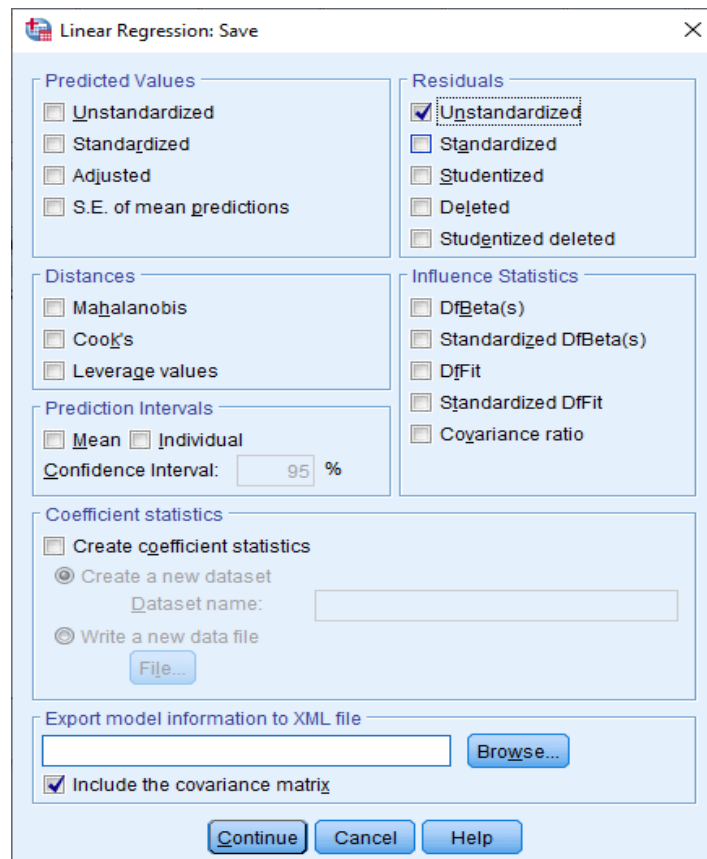 Linear Regression: Save
Predicted Values
Unstandardized
Standardized
Adjusted
S.E. of mean predictions
Residuals
Unstandardized
Standardized
Studentized
Deleted
Studentized deleted
Distances
Mahalanobis
Cook's
Leverage values
Influence Statistics
DfBeta(s)
Standardized DfBeta(s)
DfFit
Standardized DfFit
Covariance ratio
Prediction Intervals
Mean Individual
Confidence Interval: 95 %
Coefficient statistics
Create coefficient statistics
Create a new dataset
Dataset name:
Write a new data file
File...
Export model information to XML file
Browse...
Include the covariance matrix
Continue Cancel Help